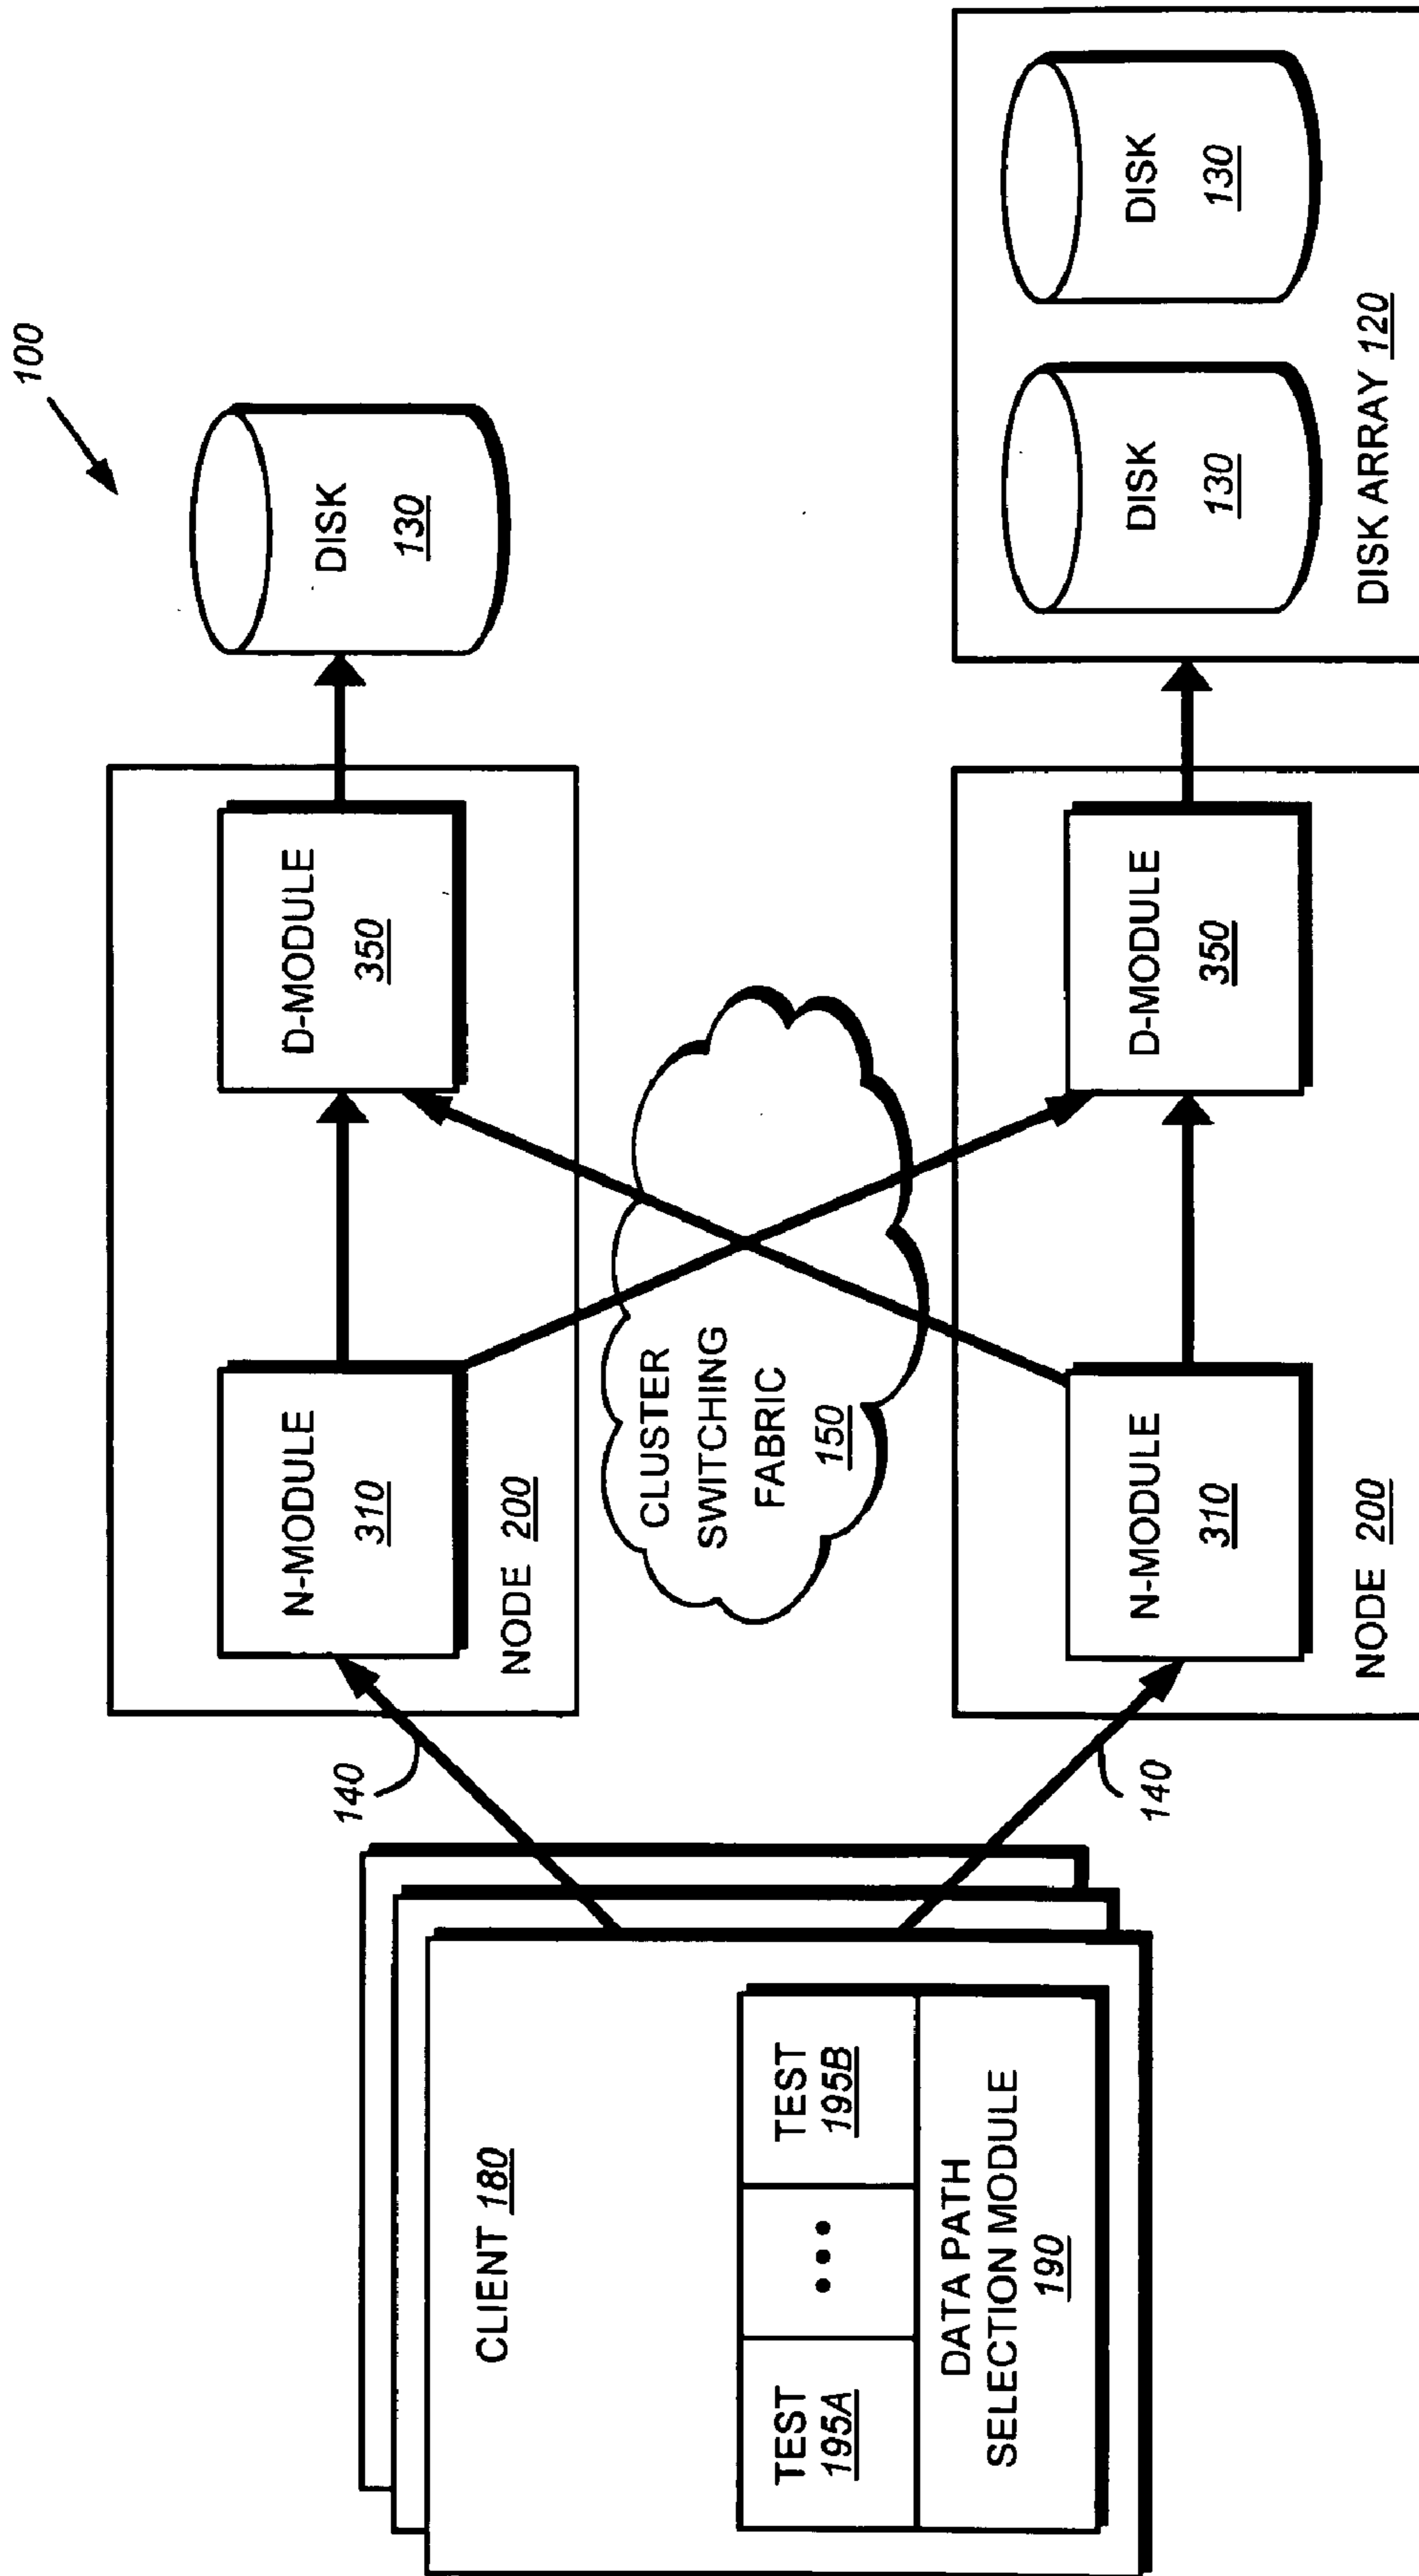 100
CLIENT 180
TEST
195A
• • •
TEST
195B
DATA PATH
SELECTION MODULE
190
140
140
N-MODULE
310
D-MODULE
350
NODE 200
DISK
130
CLUSTER
SWITCHING
FABRIC
150
N-MODULE
310
D-MODULE
350
NODE 200
DISK
130
DISK
130
DISK ARRAY 120